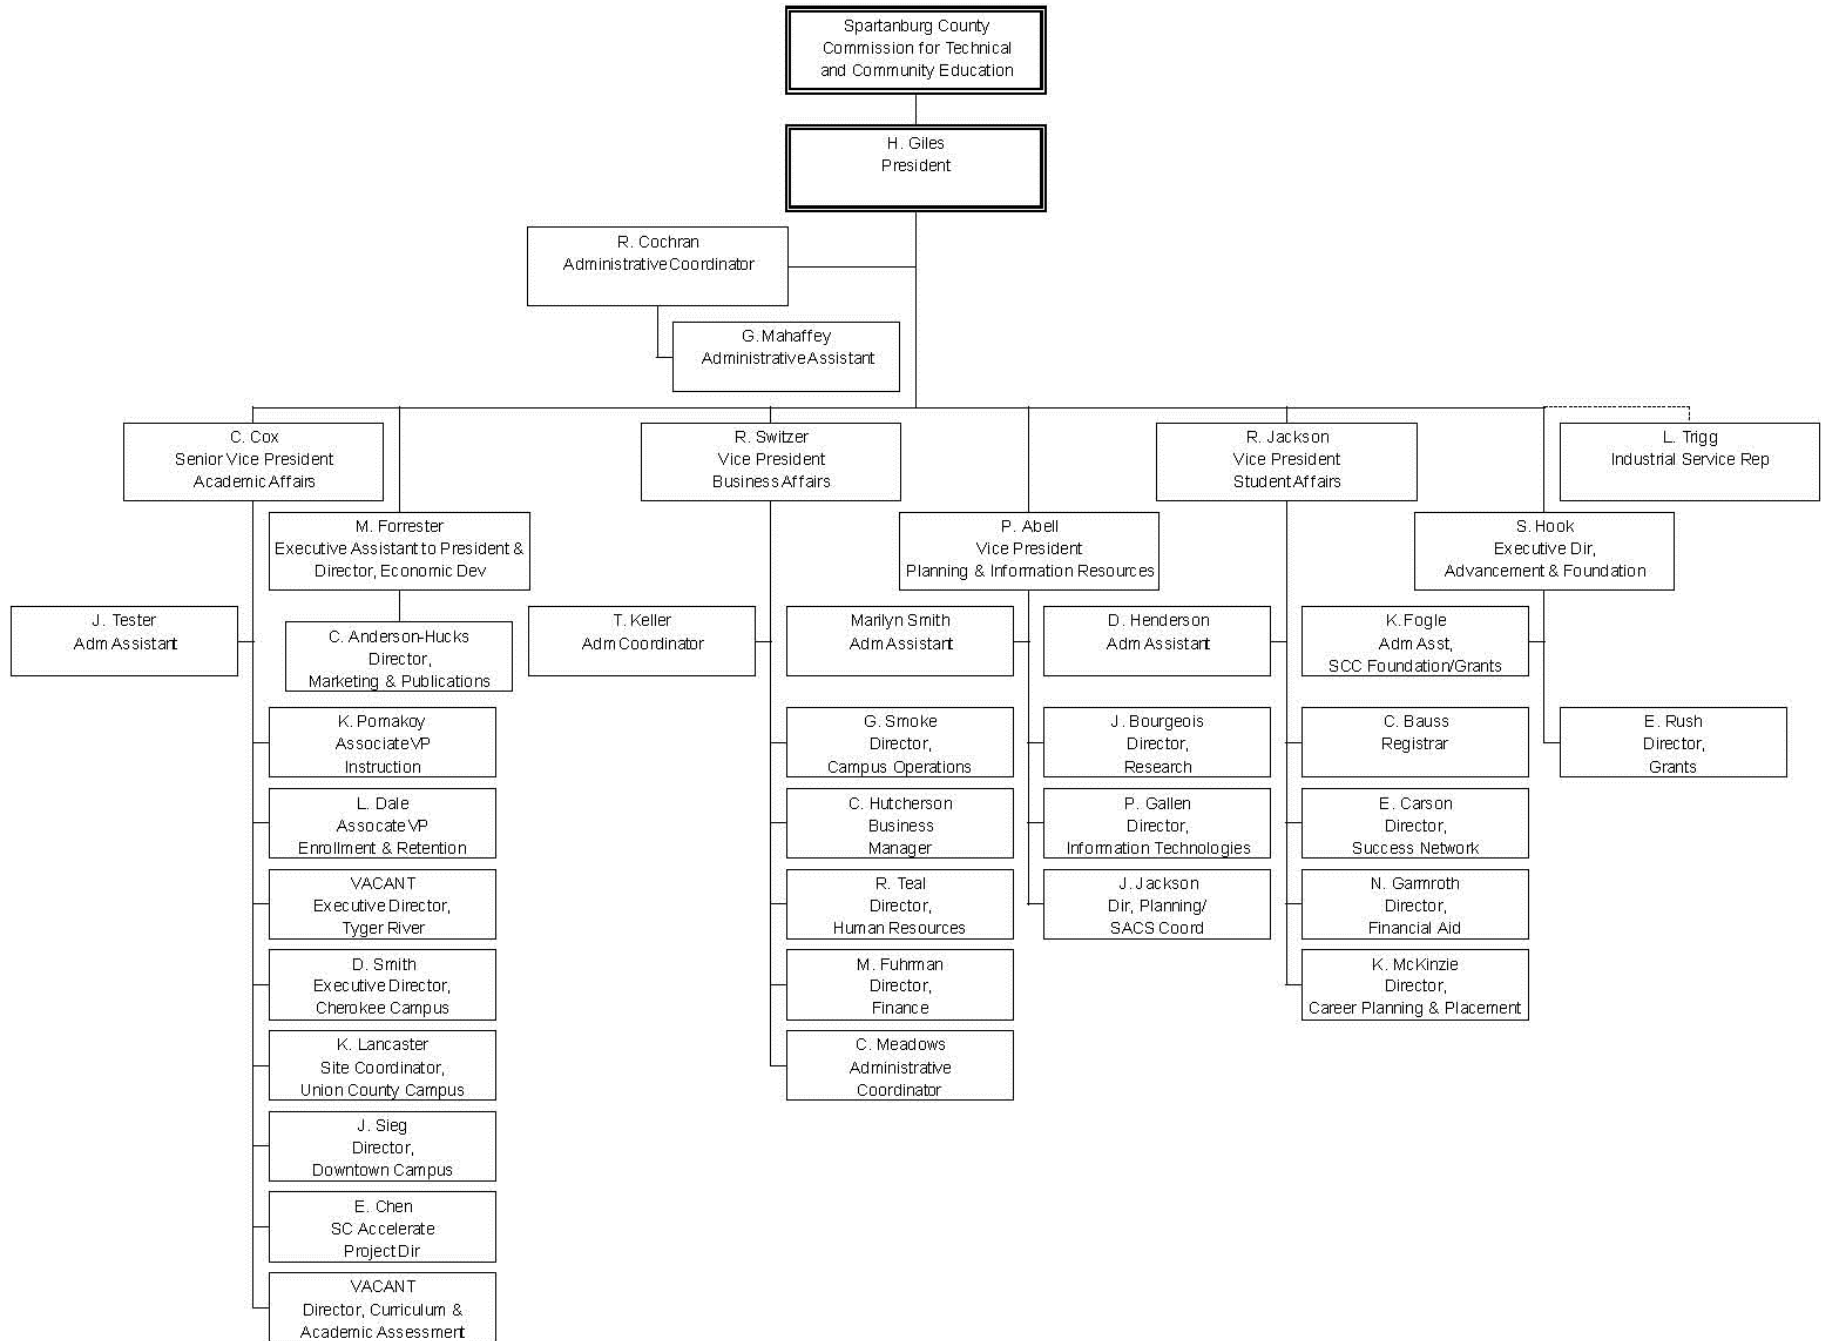 Spartanburg County
Commission for Technical
and Community Education
H. Giles
President
R. Cochran
Administrative Coordinator
G. Mahaffey
Administrative Assistant
C. Cox
Senior Vice President
Academic Affairs
R. Switzer
Vice President
Business Affairs
R. Jackson
Vice President
Student Affairs
L. Trigg
Industrial Service Rep
M. Forrester
Executive Assistant to President &
Director, Economic Dev
P. Abell
Vice President
Planning & Information Resources
S. Hook
Executive Dir,
Advancement & Foundation
J. Tester
Adm Assistant
C. Anderson-Hucks
Director,
Marketing & Publications
T. Keller
Adm Coordinator
Marilyn Smith
Adm Assistant
D. Henderson
Adm Assistant
K. Fogle
Adm Asst,
SCC Foundation/Grants
K. Pomakoy
Associate VP
Instruction
G. Smoke
Director,
Campus Operations
J. Bourgeois
Director,
Research
C. Bauss
Registrar
E. Rush
Director,
Grants
L. Dale
Assocate VP
Enrollment & Retention
C. Hutcherson
Business
Manager
P. Gallen
Director,
Information Technologies
E. Carson
Director,
Success Network
VACANT
Executive Director,
Tyger River
R. Teal
Director,
Human Resources
J. Jackson
Dir, Planning/
SACS Coord
N. Garmroth
Director,
Financial Aid
D. Smith
Executive Director,
Cherokee Campus
M. Fuhrman
Director,
Finance
K. McKinzie
Director,
Career Planning & Placement
K. Lancaster
Site Coordinator,
Union County Campus
C. Meadows
Administrative
Coordinator
J. Sieg
Director,
Downtown Campus
E. Chen
SC Accelerate
Project Dir
VACANT
Director, Curriculum &
Academic Assessment